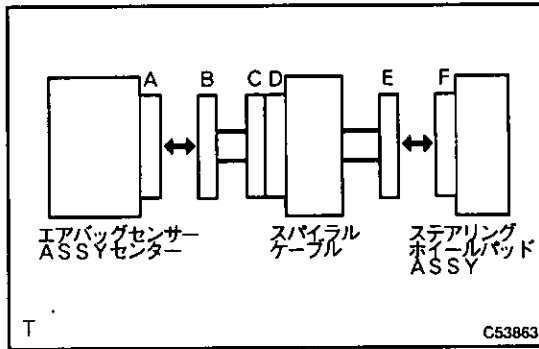 A B C D E F
エアバッグセンサー
ASSYセンター
スパイラル
ケーブル
ステアリング
ホイールパッド
ASSY
T
C53863